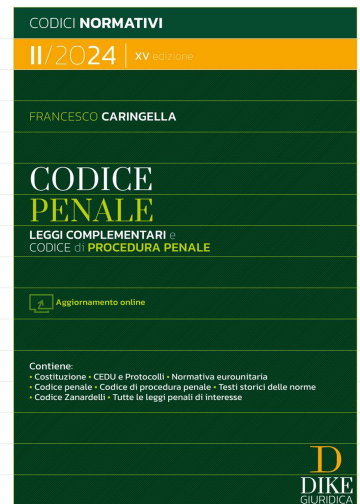 CODICI NORMATIVI
II/2024 | XV edizione
FRANCESCO CARINGELLA
CODICE
PENALE
LEGGI COMPLEMENTARI e
CODICE di PROCEDURA PENALE
Aggiornamento online
Contiene:
• Costituzione • CEDU e Protocolli • Normativa eurounitaria
• Codice penale • Codice di procedura penale • Testi storici delle norme
• Codice Zanardelli • Tutte le leggi penali di interesse
D
DIKE
GIURIDICA